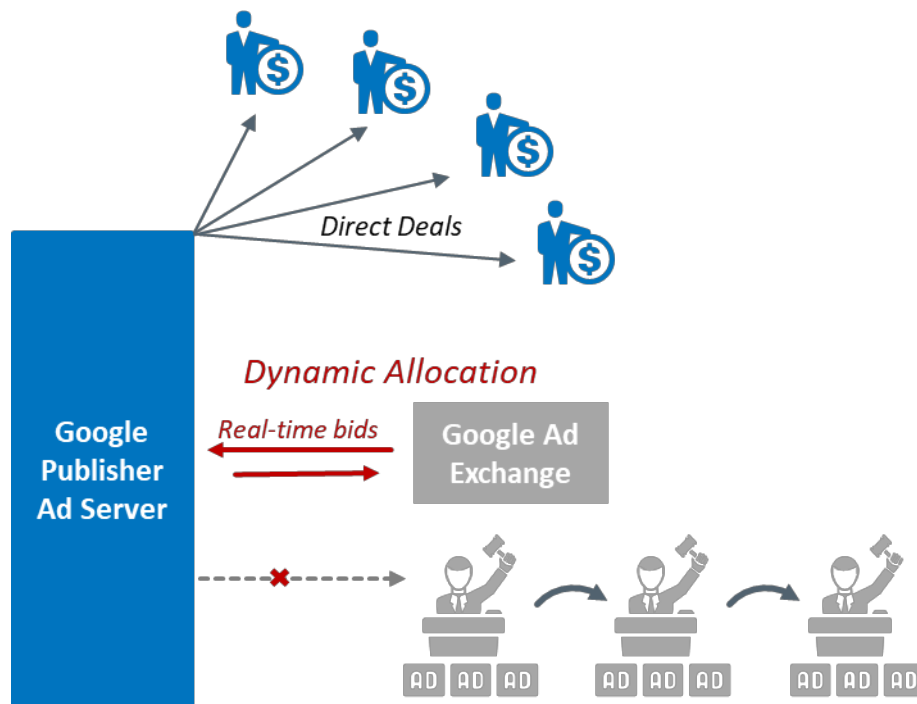 $
$
$
$
Direct Deals
Dynamic Allocation
Real-time bids
Google Ad
Exchange
Google
Publisher
Ad Server
AD AD AD
AD AD AD
AD AD AD